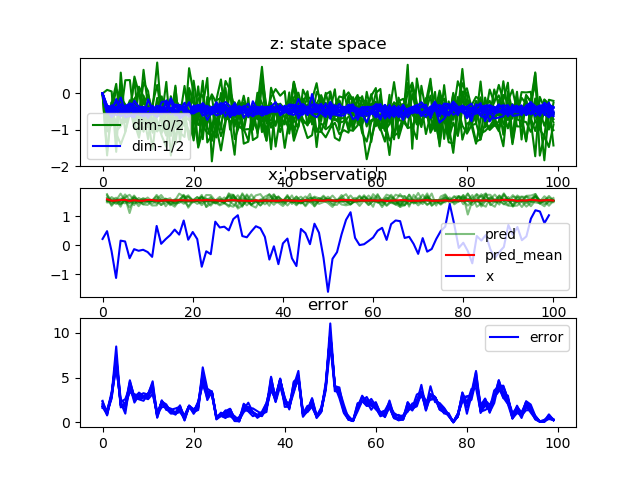 z: state space
0
−1
−2
dim-0/2
dim-1/2
0 20 40 60 80 100
x: observation
1
0
−1
pred
pred_mean
x
0 20 40 60 80 100
error
10
5
0
error
0 20 40 60 80 100